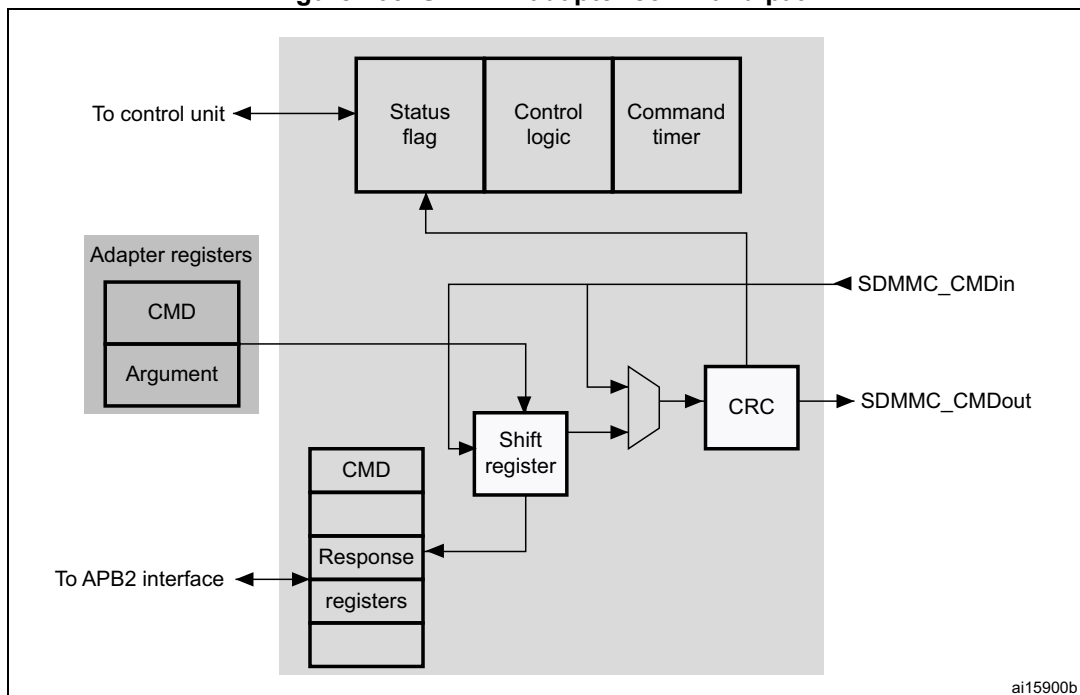 To control unit
Status
flag
Control
logic
Command
timer
Adapter registers
CMD
Argument
SDMMC_CMDin
CRC
SDMMC_CMDout
Shift
register
CMD
Response
registers
To APB2 interface
ai15900b